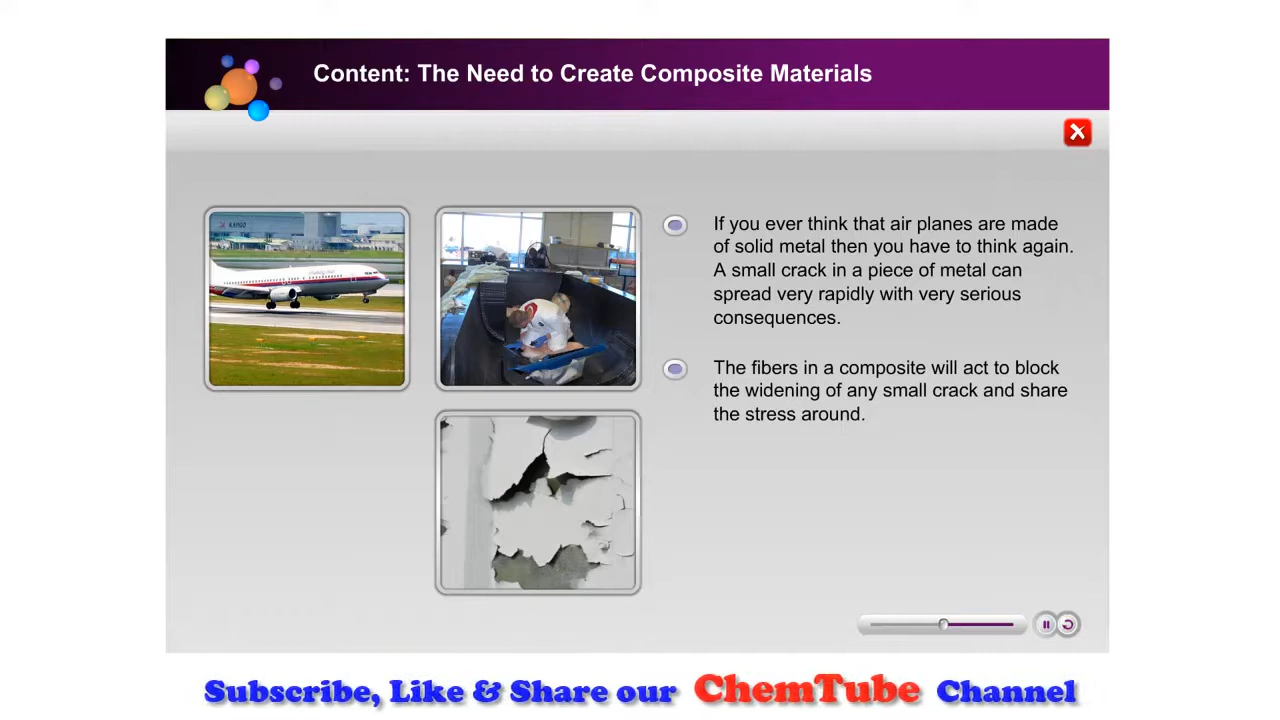 Content: The Need to Create Composite Materials
If you ever think that air planes are made
of solid metal then you have to think again.
A small crack in a piece of metal can
spread very rapidly with very serious
consequences.
The fibers in a composite will act to block
the widening of any small crack and share
the stress around.
Subscribe, Like & Share our ChemTube Channel